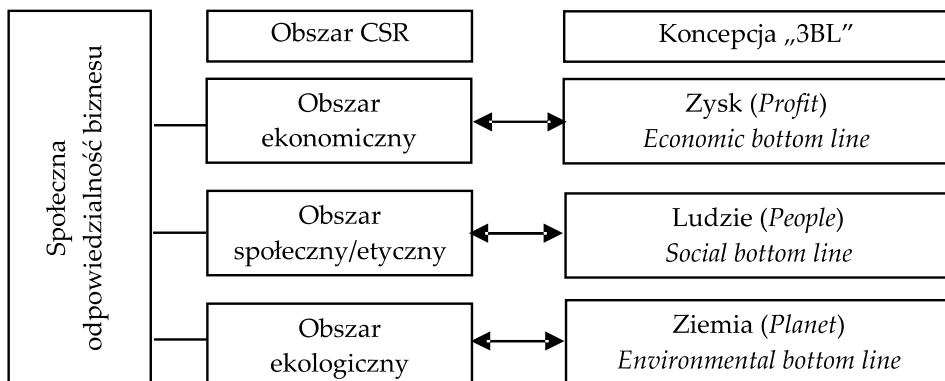 Społeczna
odpowiedzialność biznesu
Obszar CSR
Koncepcja „3BL”
Obszar
ekonomiczny
Zysk (Profit)
Economic bottom line
Obszar
społeczny/etyczny
Ludzie (People)
Social bottom line
Obszar
ekologiczny
Ziemia (Planet)
Environmental bottom line